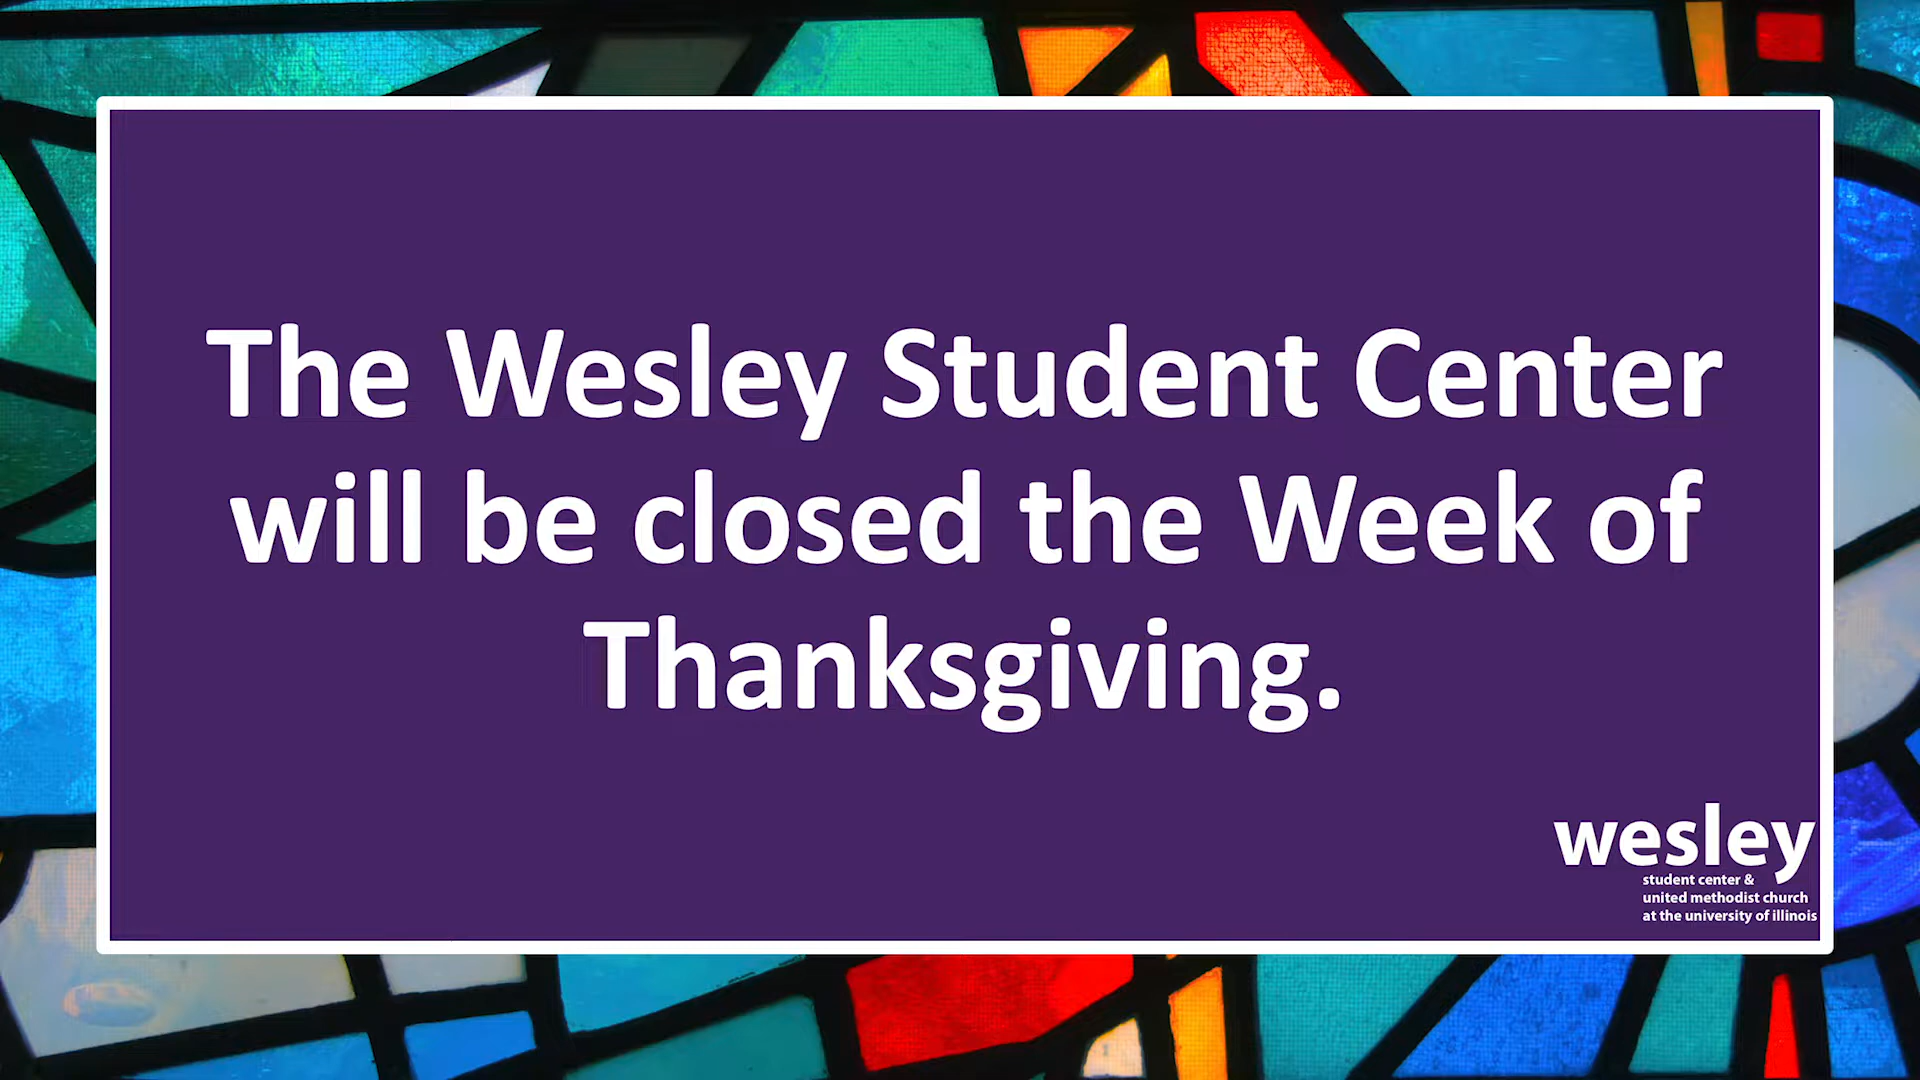 The Wesley Student Center
will be closed the Week of
Thanksgiving.
wesley
student center &
united methodist church
at the university of illinois